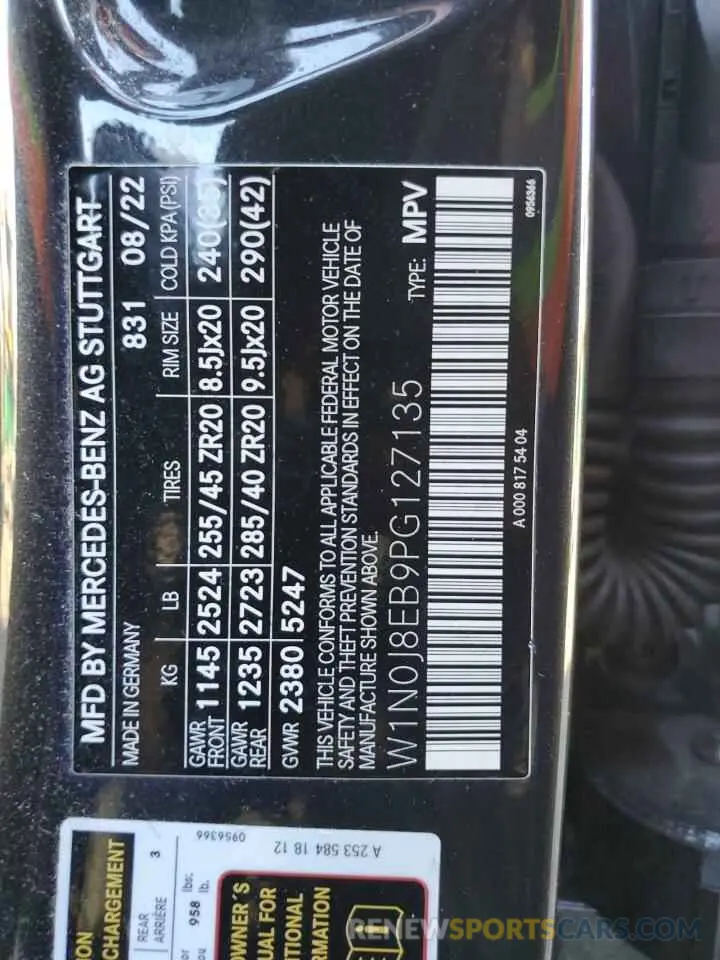 MFD BY MERCEDES-BENZ AG STUTTGART
MADE IN GERMANY 831 08/22
KG LB TIRES RIM SIZE COLD KPA(PSI)
GAWR FRONT 1145 2524 255/45 ZR20 8.5Jx20 240(35)
GAWR REAR 1235 2723 285/40 ZR20 9.5Jx20 290(42)
GVWR 2380 5247
THIS VEHICLE CONFORMS TO ALL APPLICABLE FEDERAL MOTOR VEHICLE
SAFETY AND THEFT PREVENTION STANDARDS IN EFFECT ON THE DATE OF
MANUFACTURE SHOWN ABOVE.
W1N0J8EB9PG127135 TYPE: MPV
A 000 817 54 04 0956366
0956366
A 253 584 18 12
CHARGEMENT
REAR 3
ARRIÈRE
958 lbs.
lb.
OWNER'S
FOR
RENEWSPORTSCARS.COM